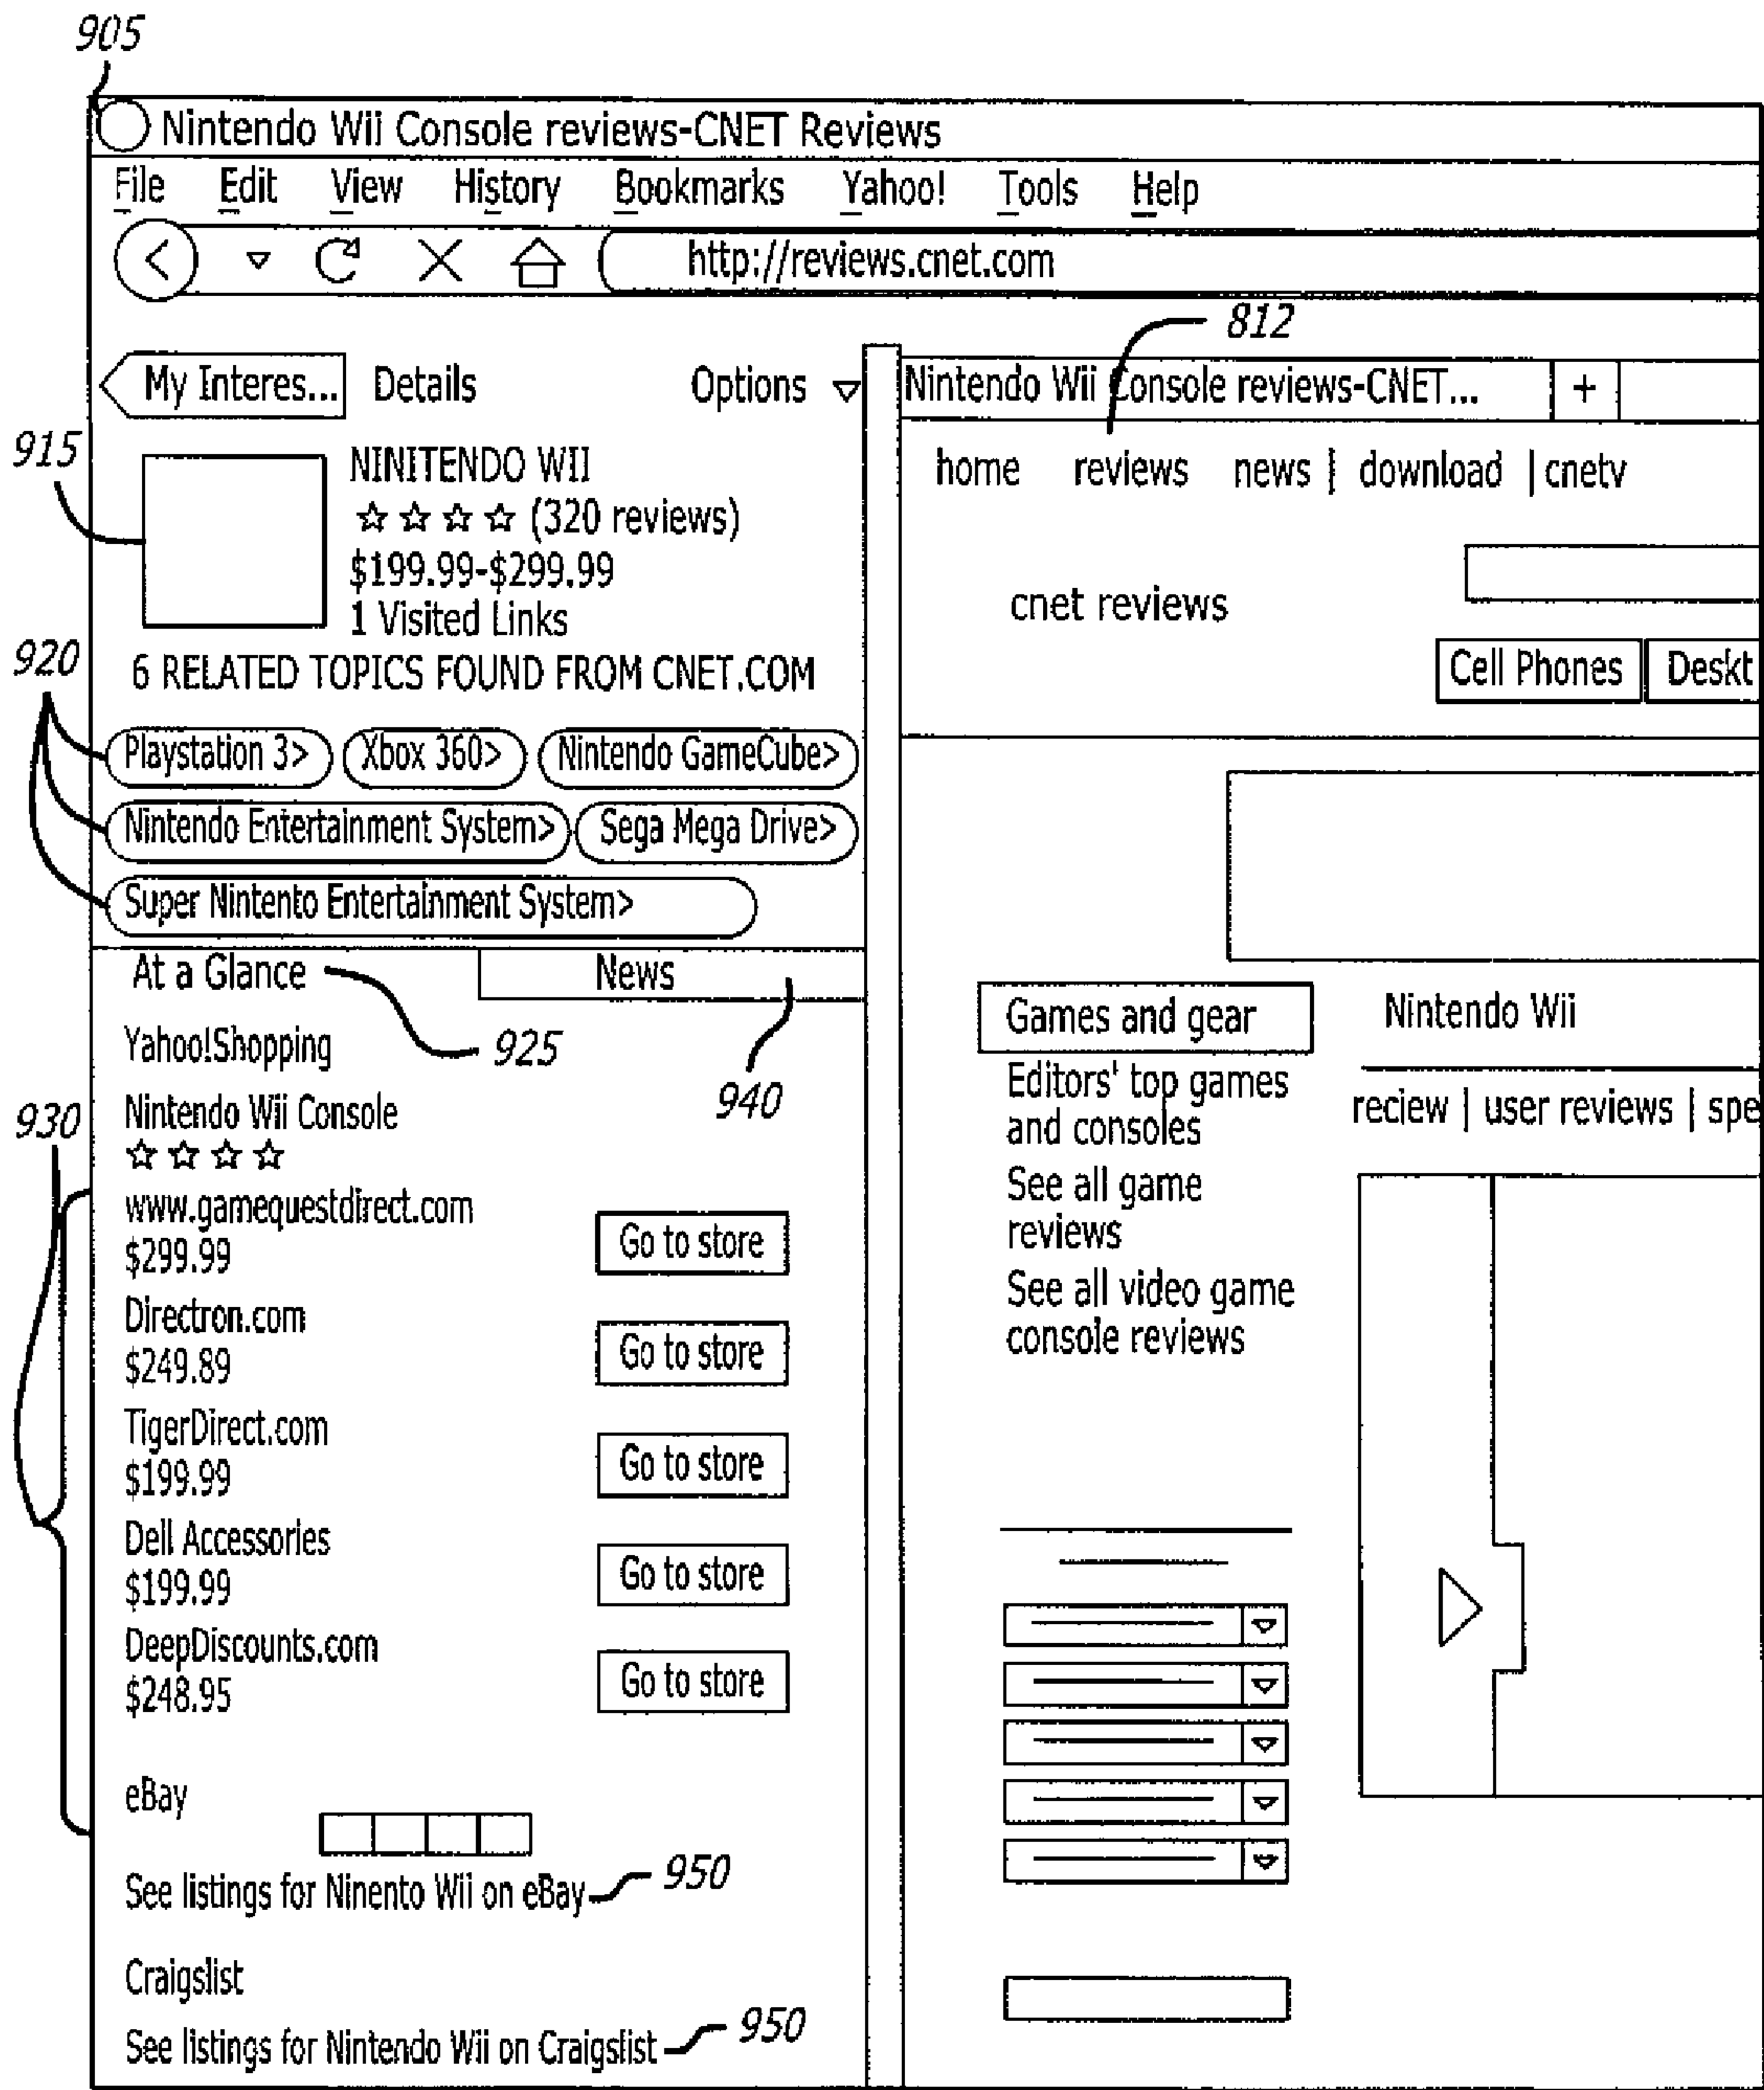 905
Nintendo Wii Console reviews-CNET Reviews
File Edit View History Bookmarks Yahoo! Tools Help
http://reviews.cnet.com
812
My Interes... Details Options
915
NINITENDO WII
(320 reviews)
$199.99-$299.99
1 Visited Links
920
6 RELATED TOPICS FOUND FROM CNET.COM
Playstation 3> Xbox 360> Nintendo GameCube>
Nintendo Entertainment System> Sega Mega Drive>
Super Nintento Entertainment System>
At a Glance News
925
940
Yahoo!Shopping
930
Nintendo Wii Console
www.gamequestdirect.com
$299.99 Go to store
Directron.com
$249.89 Go to store
TigerDirect.com
$199.99 Go to store
Dell Accessories
$199.99 Go to store
DeepDiscounts.com
$248.95 Go to store
eBay
See listings for Ninento Wii on eBay 950
Craigslist
See listings for Nintendo Wii on Craigslist 950
Nintendo Wii Console reviews-CNET... +
home reviews news | download | cnetv
cnet reviews
Cell Phones Deskt
Games and gear
Editors' top games
and consoles
See all game
reviews
See all video game
console reviews
Nintendo Wii
reciew | user reviews | spe